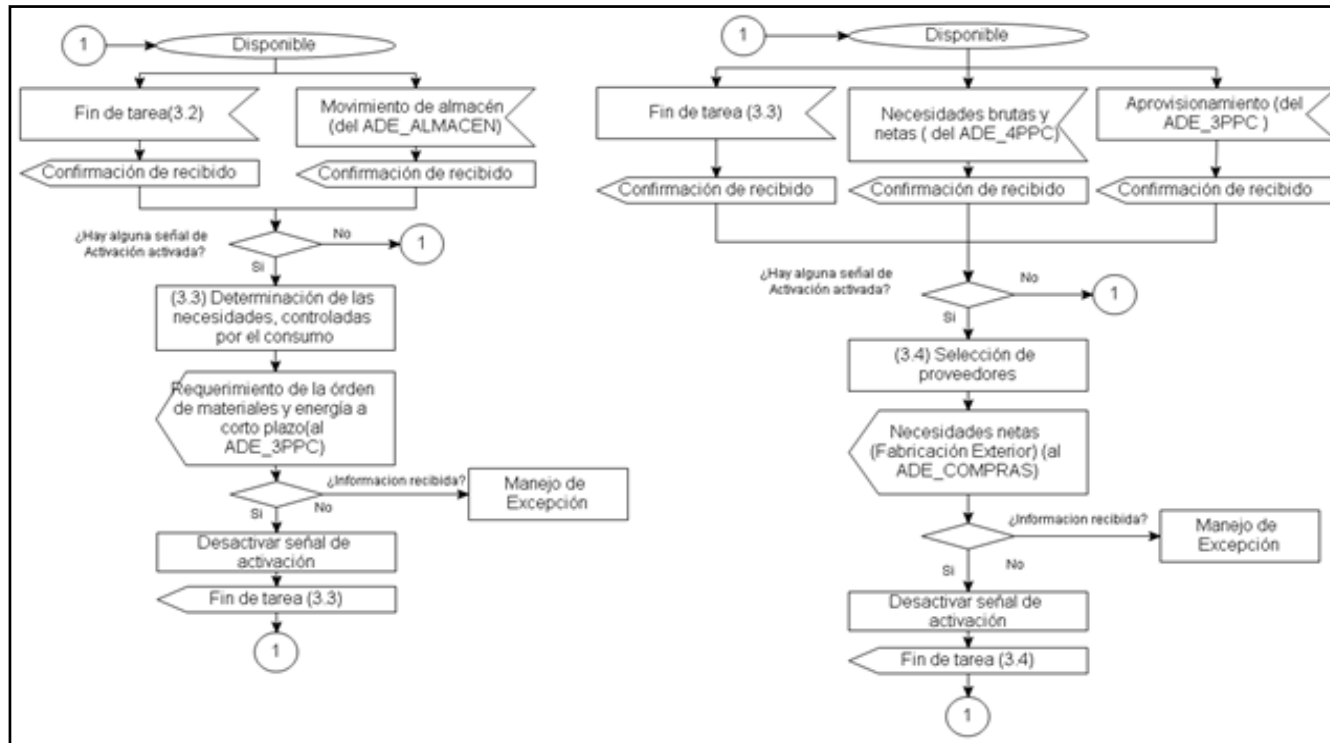 1
Disponible
Fin de tarea(3.2)
Movimiento de almacén
(del ADE_ALMACEN)
Confirmación de recibido
Confirmación de recibido
¿Hay alguna señal de
Activación activada?
No
1
Si
(3.3) Determinación de las
necesidades, controladas
por el consumo
Requerimiento de la órden
de materiales y energía a
corto plazo(al
ADE_3PPC)
¿Informacion recibida?
Manejo de
Excepción
Si
No
Desactivar señal de
activación
Fin de tarea (3.3)
1
1
Disponible
Fin de tarea (3.3)
Necesidades brutas y
netas ( del ADE_4PPC)
Aprovisionamiento (del
ADE_3PPC )
Confirmación de recibido
Confirmación de recibido
Confirmación de recibido
¿Hay alguna señal de
Activación activada?
No
1
Si
(3.4) Selección de
proveedores
Necesidades netas
(Fabricación Exterior) (al
ADE_COMPRAS)
¿Informacion recibida?
Manejo de
Excepción
Si
No
Desactivar señal de
activación
Fin de tarea (3.4)
1